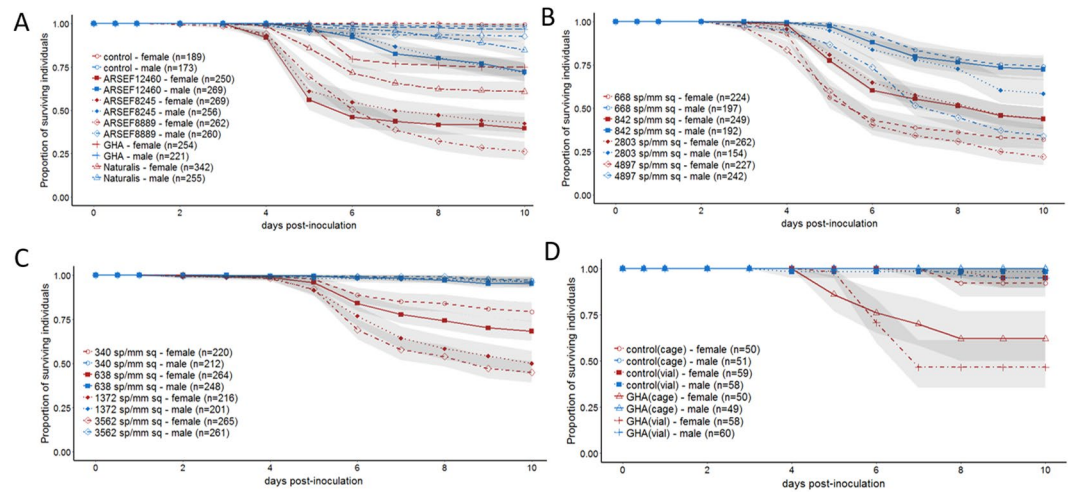 A
Proportion of surviving individuals
1.00
0.75
0.50
0.25
0.00
control - female (n=189)
control - male (n=173)
ARSEF12460 - female (n=250)
ARSEF12460 - male (n=269)
ARSEF8245 - female (n=269)
ARSEF8245 - male (n=256)
ARSEF8889 - female (n=262)
ARSEF8889 - male (n=260)
GHA - female (n=254)
GHA - male (n=221)
Naturalis - female (n=342)
Naturalis - male (n=255)
0 2 4 6 8 10
days post-inoculation
B
Proportion of surviving individuals
1.00
0.75
0.50
0.25
0.00
668 sp/mm sq - female (n=224)
668 sp/mm sq - male (n=197)
842 sp/mm sq - female (n=249)
842 sp/mm sq - male (n=192)
2803 sp/mm sq - female (n=262)
2803 sp/mm sq - male (n=154)
4897 sp/mm sq - female (n=227)
4897 sp/mm sq - male (n=242)
0 2 4 6 8 10
days post-inoculation
C
Proportion of surviving individuals
1.00
0.75
0.50
0.25
0.00
340 sp/mm sq - female (n=220)
340 sp/mm sq - male (n=212)
638 sp/mm sq - female (n=264)
638 sp/mm sq - male (n=248)
1372 sp/mm sq - female (n=216)
1372 sp/mm sq - male (n=201)
3562 sp/mm sq - female (n=265)
3562 sp/mm sq - male (n=261)
0 2 4 6 8 10
days post-inoculation
D
Proportion of surviving individuals
1.00
0.75
0.50
0.25
0.00
control(cage) - female (n=50)
control(cage) - male (n=51)
control(vial) - female (n=59)
control(vial) - male (n=58)
GHA(cage) - female (n=50)
GHA(cage) - male (n=49)
GHA(vial) - female (n=58)
GHA(vial) - male (n=60)
0 2 4 6 8 10
days post-inoculation